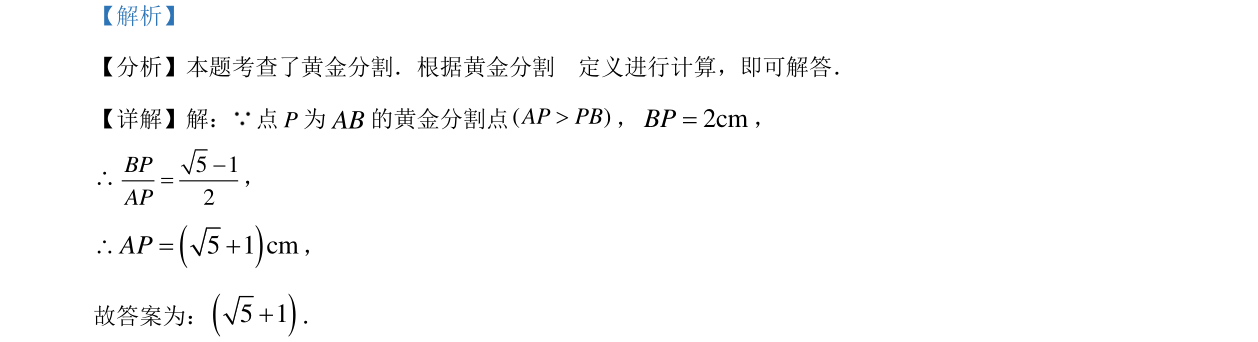 【解析】
【分析】本题考查了黄金分割．根据黄金分割 定义进行计算，即可解答．
【详解】解：∵点 P 为 AB 的黄金分割点(AP > PB)，BP = 2cm，
∴ BP/AP = (√5 −1)/2，
∴ AP = (√5 +1)cm，
故答案为：(√5 +1)．